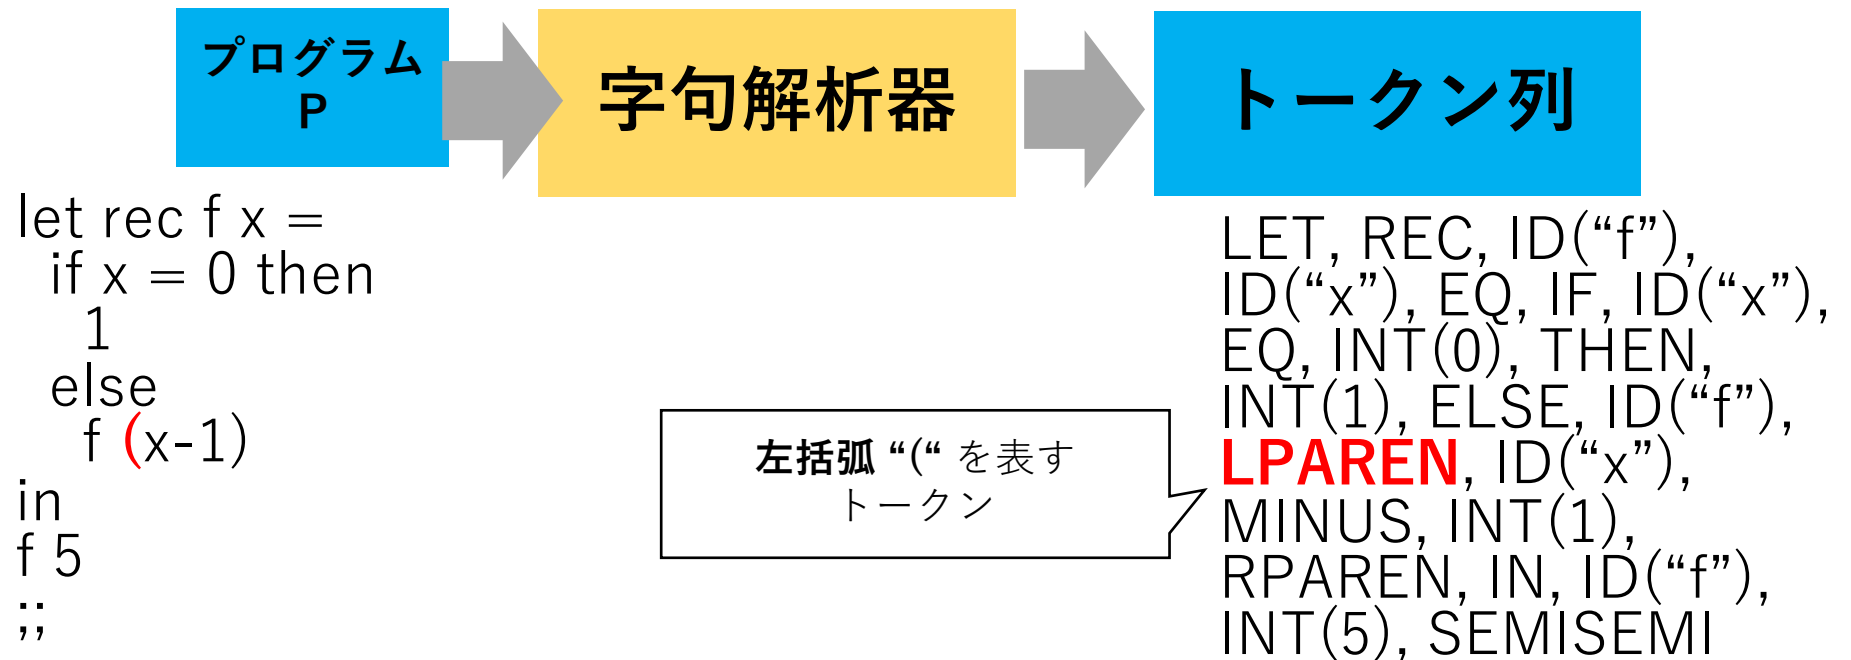 プログラム
P
字句解析器
トークン列
let rec f x =
if x = 0 then
1
else
f (x-1)
in
f 5
;;
左括弧 “(“ を表す
トークン
LET, REC, ID(“f”),
ID(“x”), EQ, IF, ID(“x”),
EQ, INT(0), THEN,
INT(1), ELSE, ID(“f”),
LPAREN, ID(“x”),
MINUS, INT(1),
RPAREN, IN, ID(“f”),
INT(5), SEMISEMI